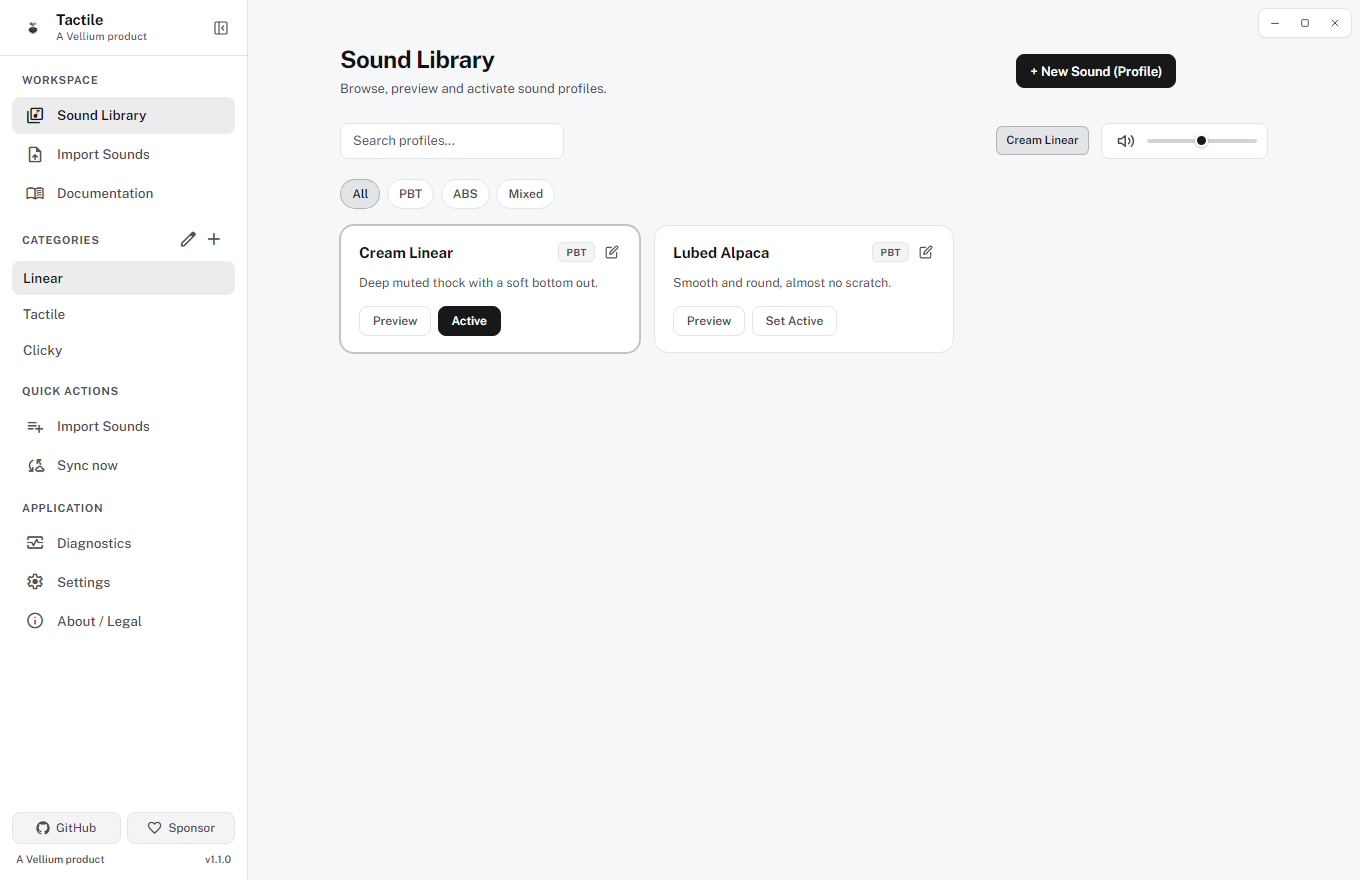 Tactile
A Vellium product
WORKSPACE
Sound Library
Import Sounds
Documentation
CATEGORIES
Linear
Tactile
Clicky
QUICK ACTIONS
Import Sounds
Sync now
APPLICATION
Diagnostics
Settings
About / Legal
GitHub
Sponsor
A Vellium product
v1.1.0
Sound Library
Browse, preview and activate sound profiles.
+ New Sound (Profile)
Search profiles...
Cream Linear
All
PBT
ABS
Mixed
Cream Linear
PBT
Deep muted thock with a soft bottom out.
Preview
Active
Lubed Alpaca
PBT
Smooth and round, almost no scratch.
Preview
Set Active